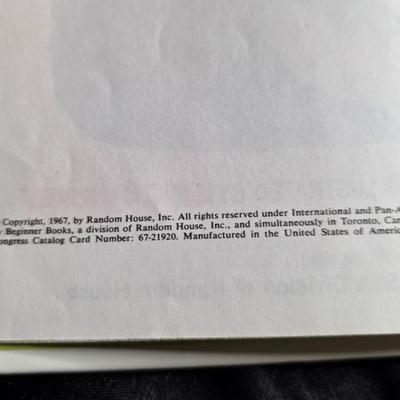 Copyright, 1967, by Random House, Inc. All rights reserved under International and Pan-A
Beginner Books, a division of Random House, Inc., and simultaneously in Toronto, Can
ongress Catalog Card Number: 67-21920. Manufactured in the United States of Americ